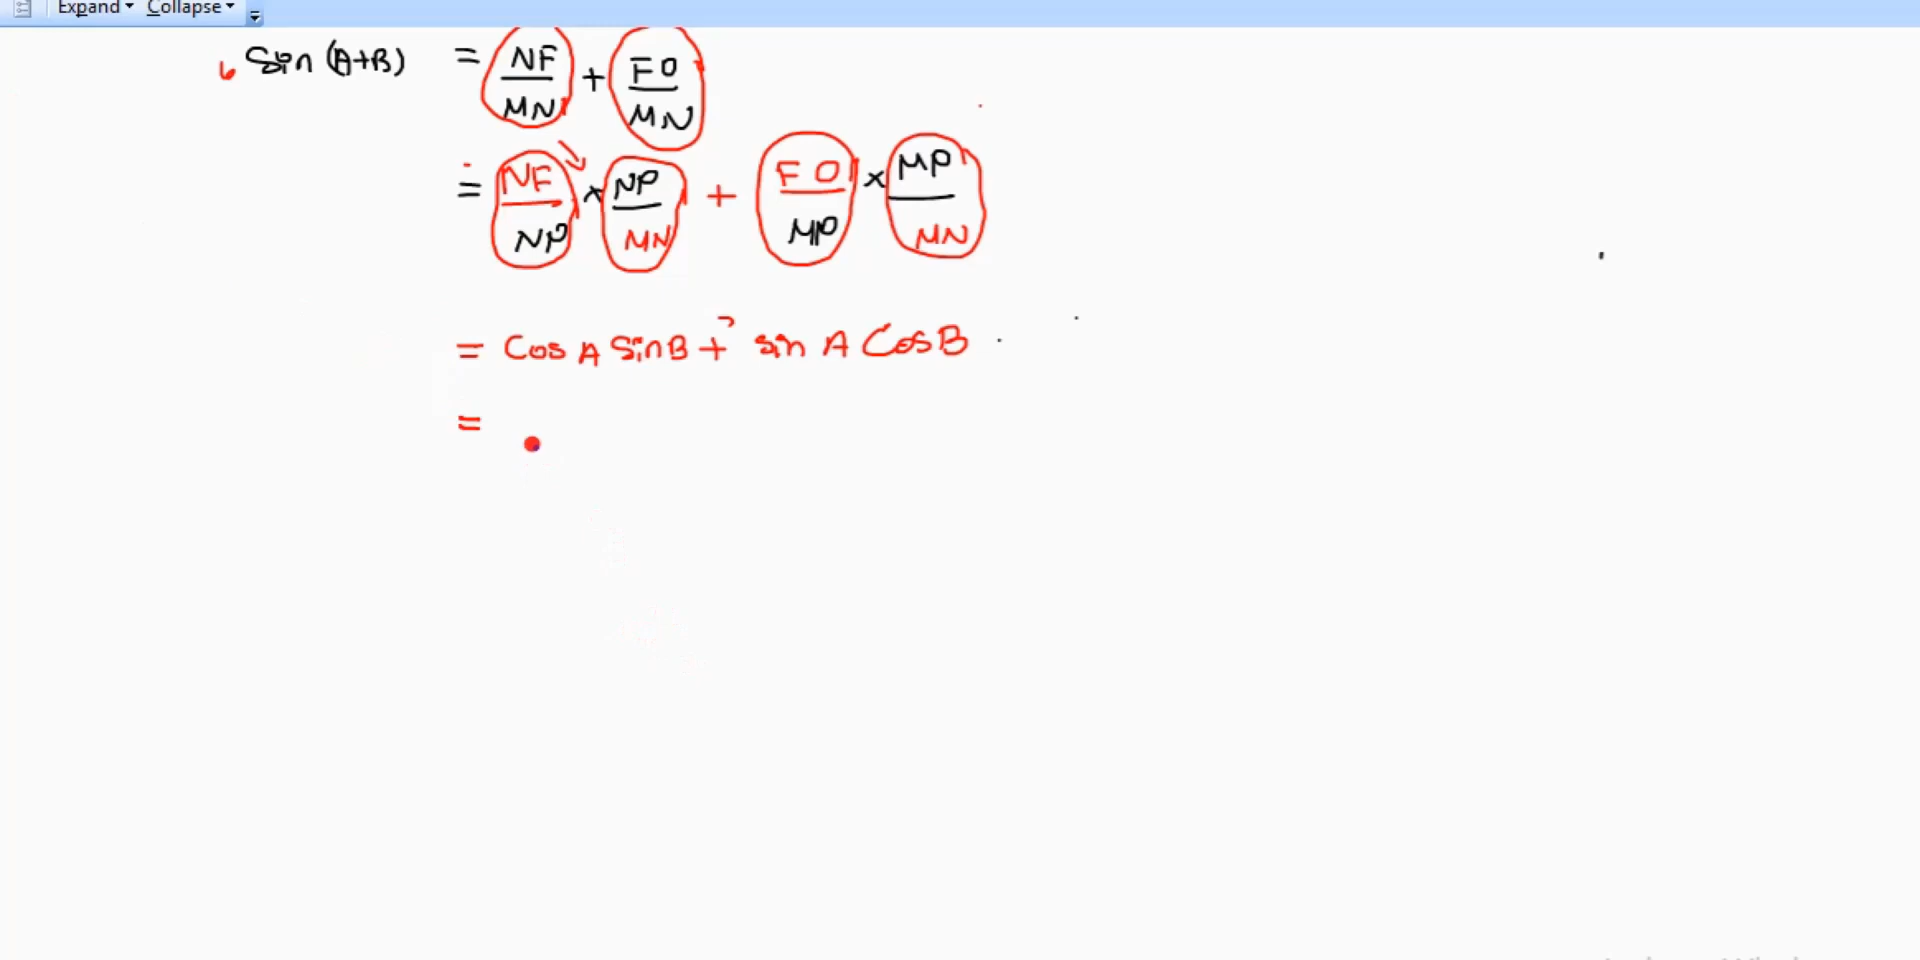 Expand Collapse
Sin (A+B) = NF/MN + FO/MN
= NF/NP × NP/MN + FO/MP × MP/MN
= Cos A Sin B + sin A Cos B
=